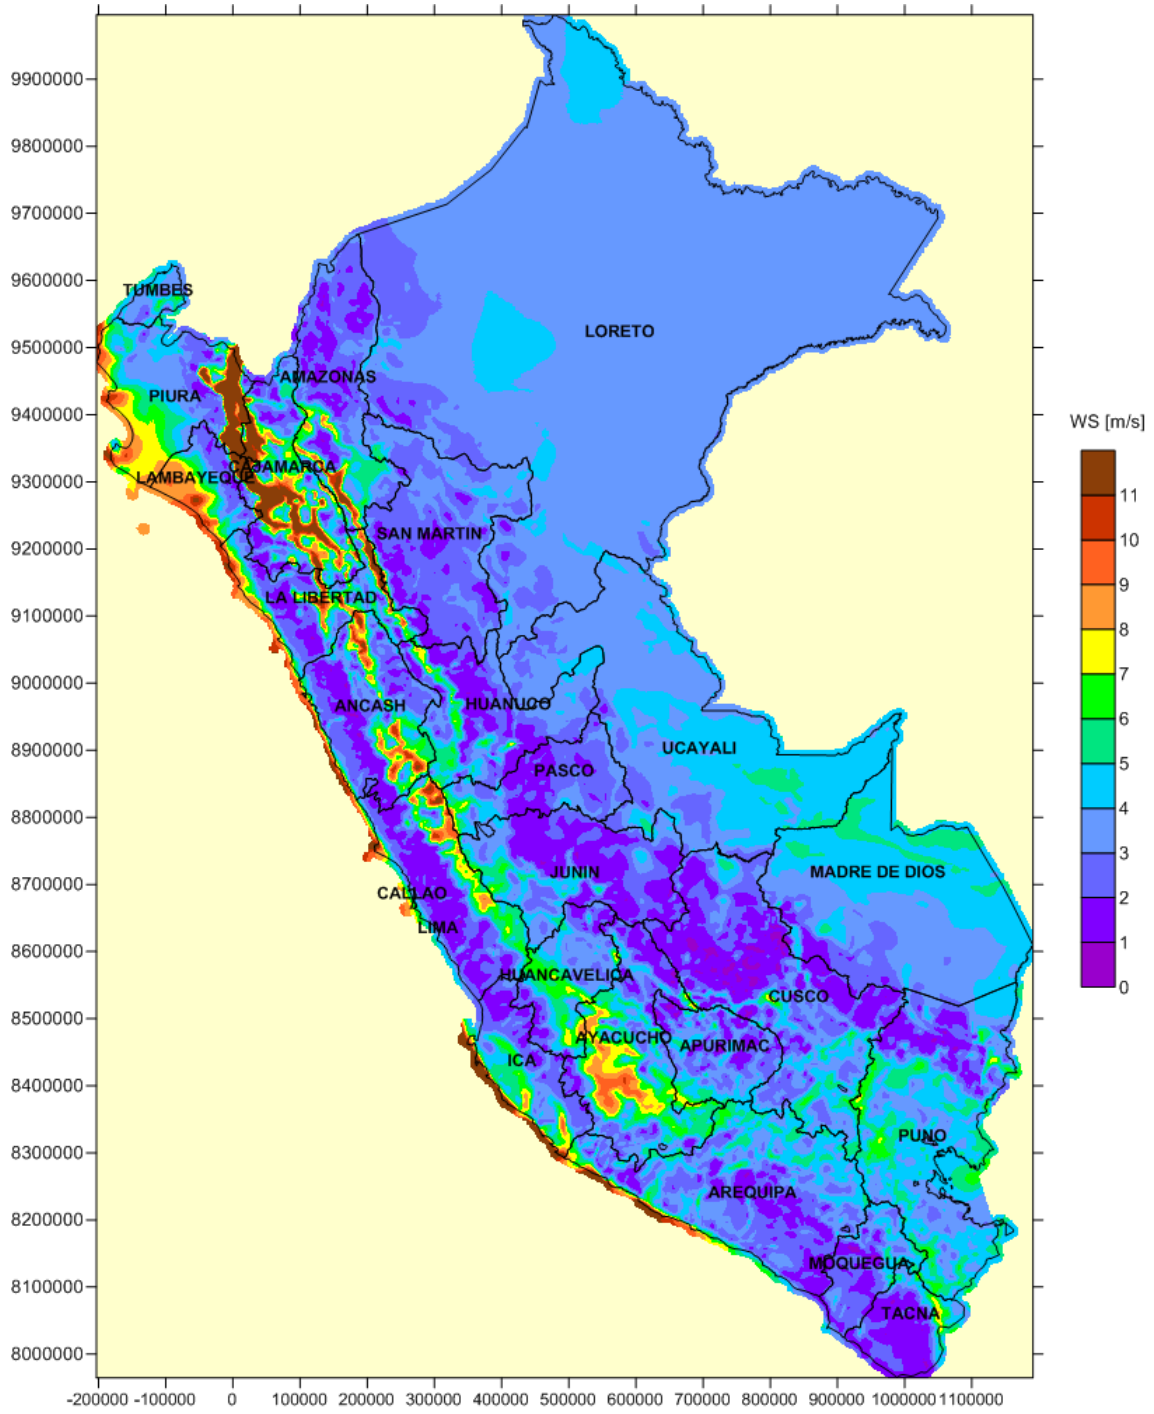 9900000
9800000
9700000
9600000
TUMBES
LORETO
9500000
AMAZONAS
PIURA
9400000
WS [m/s]
CAJAMARCA
LAMBAYEQUE
9300000
11
SAN MARTIN
10
9200000
LA LIBERTAD
9
9100000
8
9000000
7
ANCASH
HUANUCO
6
UCAYALI
8900000
5
PASCO
8800000
4
JUNIN
MADRE DE DIOS
3
8700000
CALLAO
2
LIMA
8600000
1
HUANCAVELICA
0
CUSCO
8500000
AYACUCHO
APURIMAC
ICA
8400000
PUNO
8300000
AREQUIPA
8200000
MOQUEGUA
8100000
TACNA
8000000
-200000 -100000 0 100000 200000 300000 400000 500000 600000 700000 800000 900000 1000000 1100000